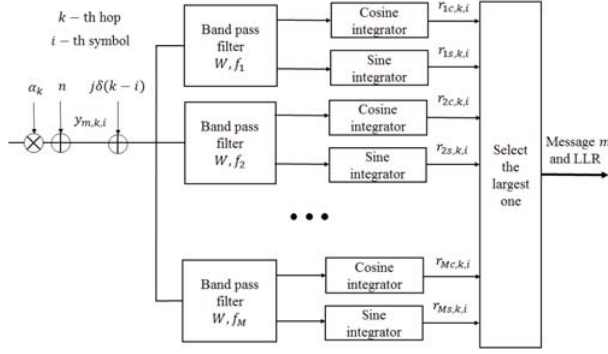 k − th hop
i − th symbol
α_k n jδ(k − i)
y_{m,k,i}
Band pass
filter
W, f_1
Cosine
integrator
r_{1c,k,i}
Sine
integrator
r_{1s,k,i}
Band pass
filter
W, f_2
Cosine
integrator
r_{2c,k,i}
Sine
integrator
r_{2s,k,i}
• • •
Band pass
filter
W, f_M
Cosine
integrator
r_{Mc,k,i}
Sine
integrator
r_{Ms,k,i}
Select
the
largest
one
Message m
and LLR